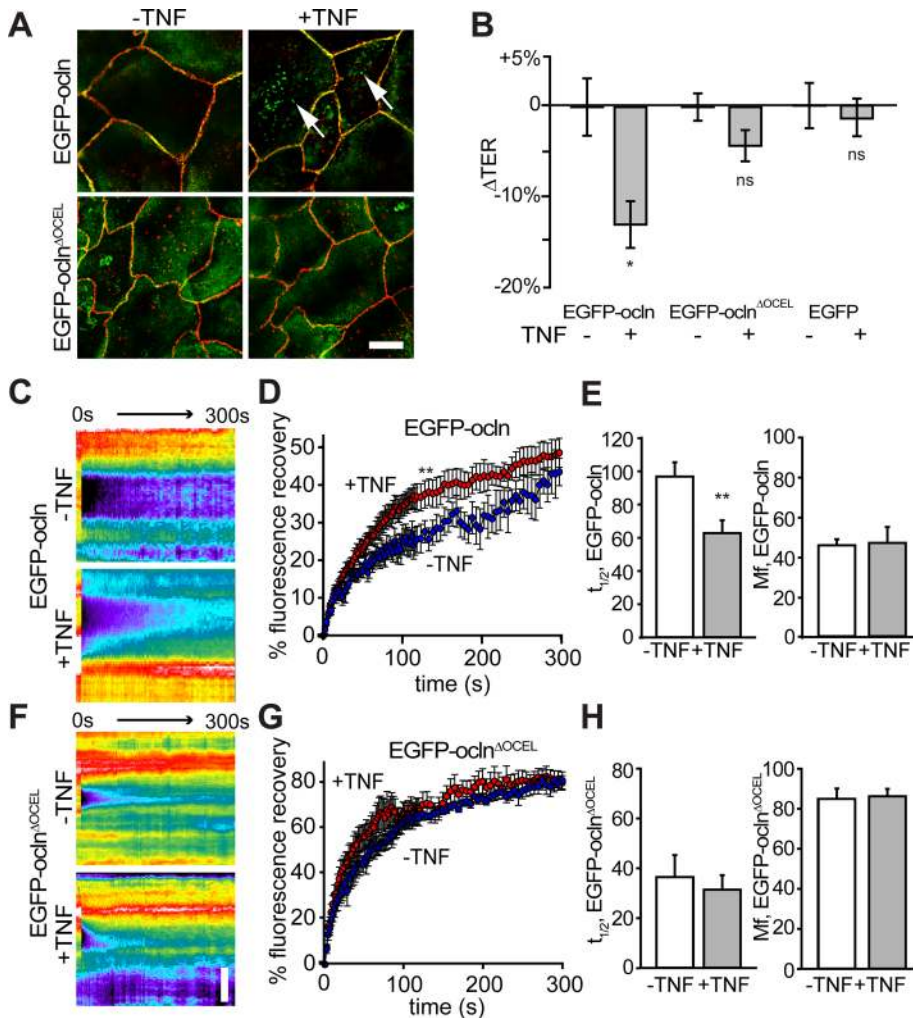 A
-TNF
+TNF
EGFP-ocln
EGFP-ocln^ΔOCEL
B
+5%
0
-10%
-20%
ΔTER
*
ns
ns
EGFP-ocln EGFP-ocln^ΔOCEL EGFP
TNF - + - + - +
C
0s 300s
EGFP-ocln
-TNF
+TNF
D
EGFP-ocln
% fluorescence recovery
50
40
30
20
10
0
+TNF
**
-TNF
0 100 200 300
time (s)
E
t1/2, EGFP-ocln
120
100
80
60
40
20
0
**
-TNF +TNF
Mf, EGFP-ocln
100
80
60
40
20
0
-TNF +TNF
F
0s 300s
EGFP-ocln^ΔOCEL
-TNF
+TNF
G
EGFP-ocln^ΔOCEL
% fluorescence recovery
80
60
40
20
0
+TNF
-TNF
0 100 200 300
time (s)
H
t1/2, EGFP-ocln^ΔOCEL
80
60
40
20
0
-TNF +TNF
Mf, EGFP-ocln^ΔOCEL
100
80
60
40
20
0
-TNF +TNF